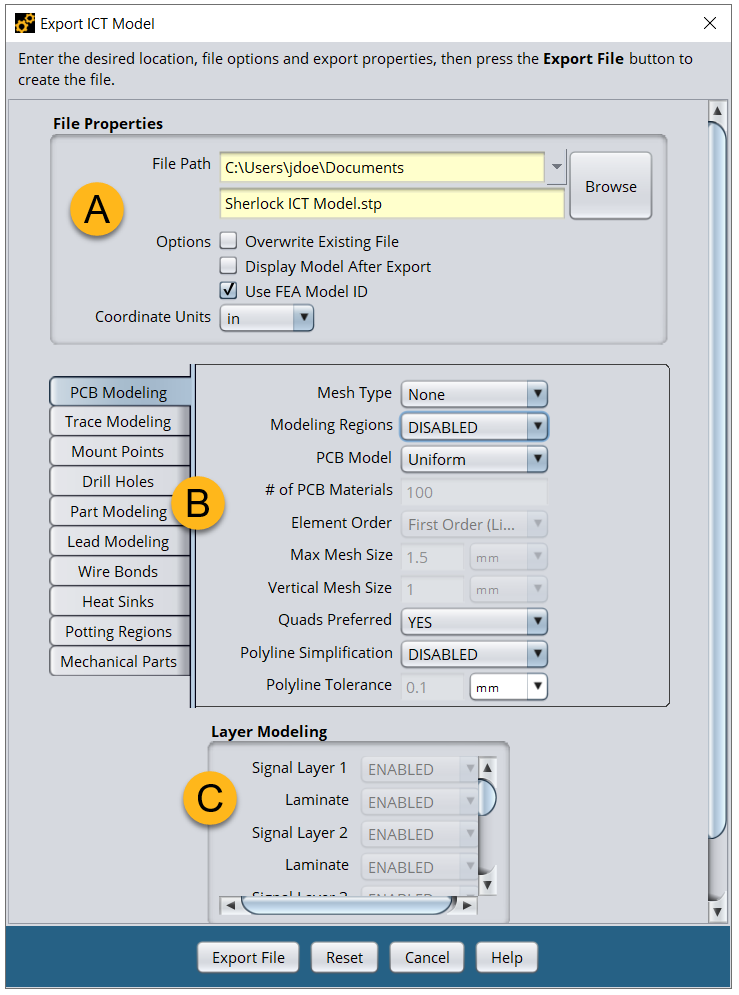 Export ICT Model
Enter the desired location, file options and export properties, then press the Export File button to
create the file.
File Properties
File Path C:\Users\jdoe\Documents
Browse
Sherlock ICT Model.stp
A
Options Overwrite Existing File
Display Model After Export
Use FEA Model ID
Coordinate Units in
PCB Modeling
Trace Modeling
Mount Points
Drill Holes
Part Modeling
Lead Modeling
Wire Bonds
Heat Sinks
Potting Regions
Mechanical Parts
B
Mesh Type None
Modeling Regions DISABLED
PCB Model Uniform
# of PCB Materials 100
Element Order First Order (Li...
Max Mesh Size 1.5 mm
Vertical Mesh Size 1 mm
Quads Preferred YES
Polyline Simplification DISABLED
Polyline Tolerance 0.1 mm
Layer Modeling
C
Signal Layer 1 ENABLED
Laminate ENABLED
Signal Layer 2 ENABLED
Laminate ENABLED
Export File Reset Cancel Help